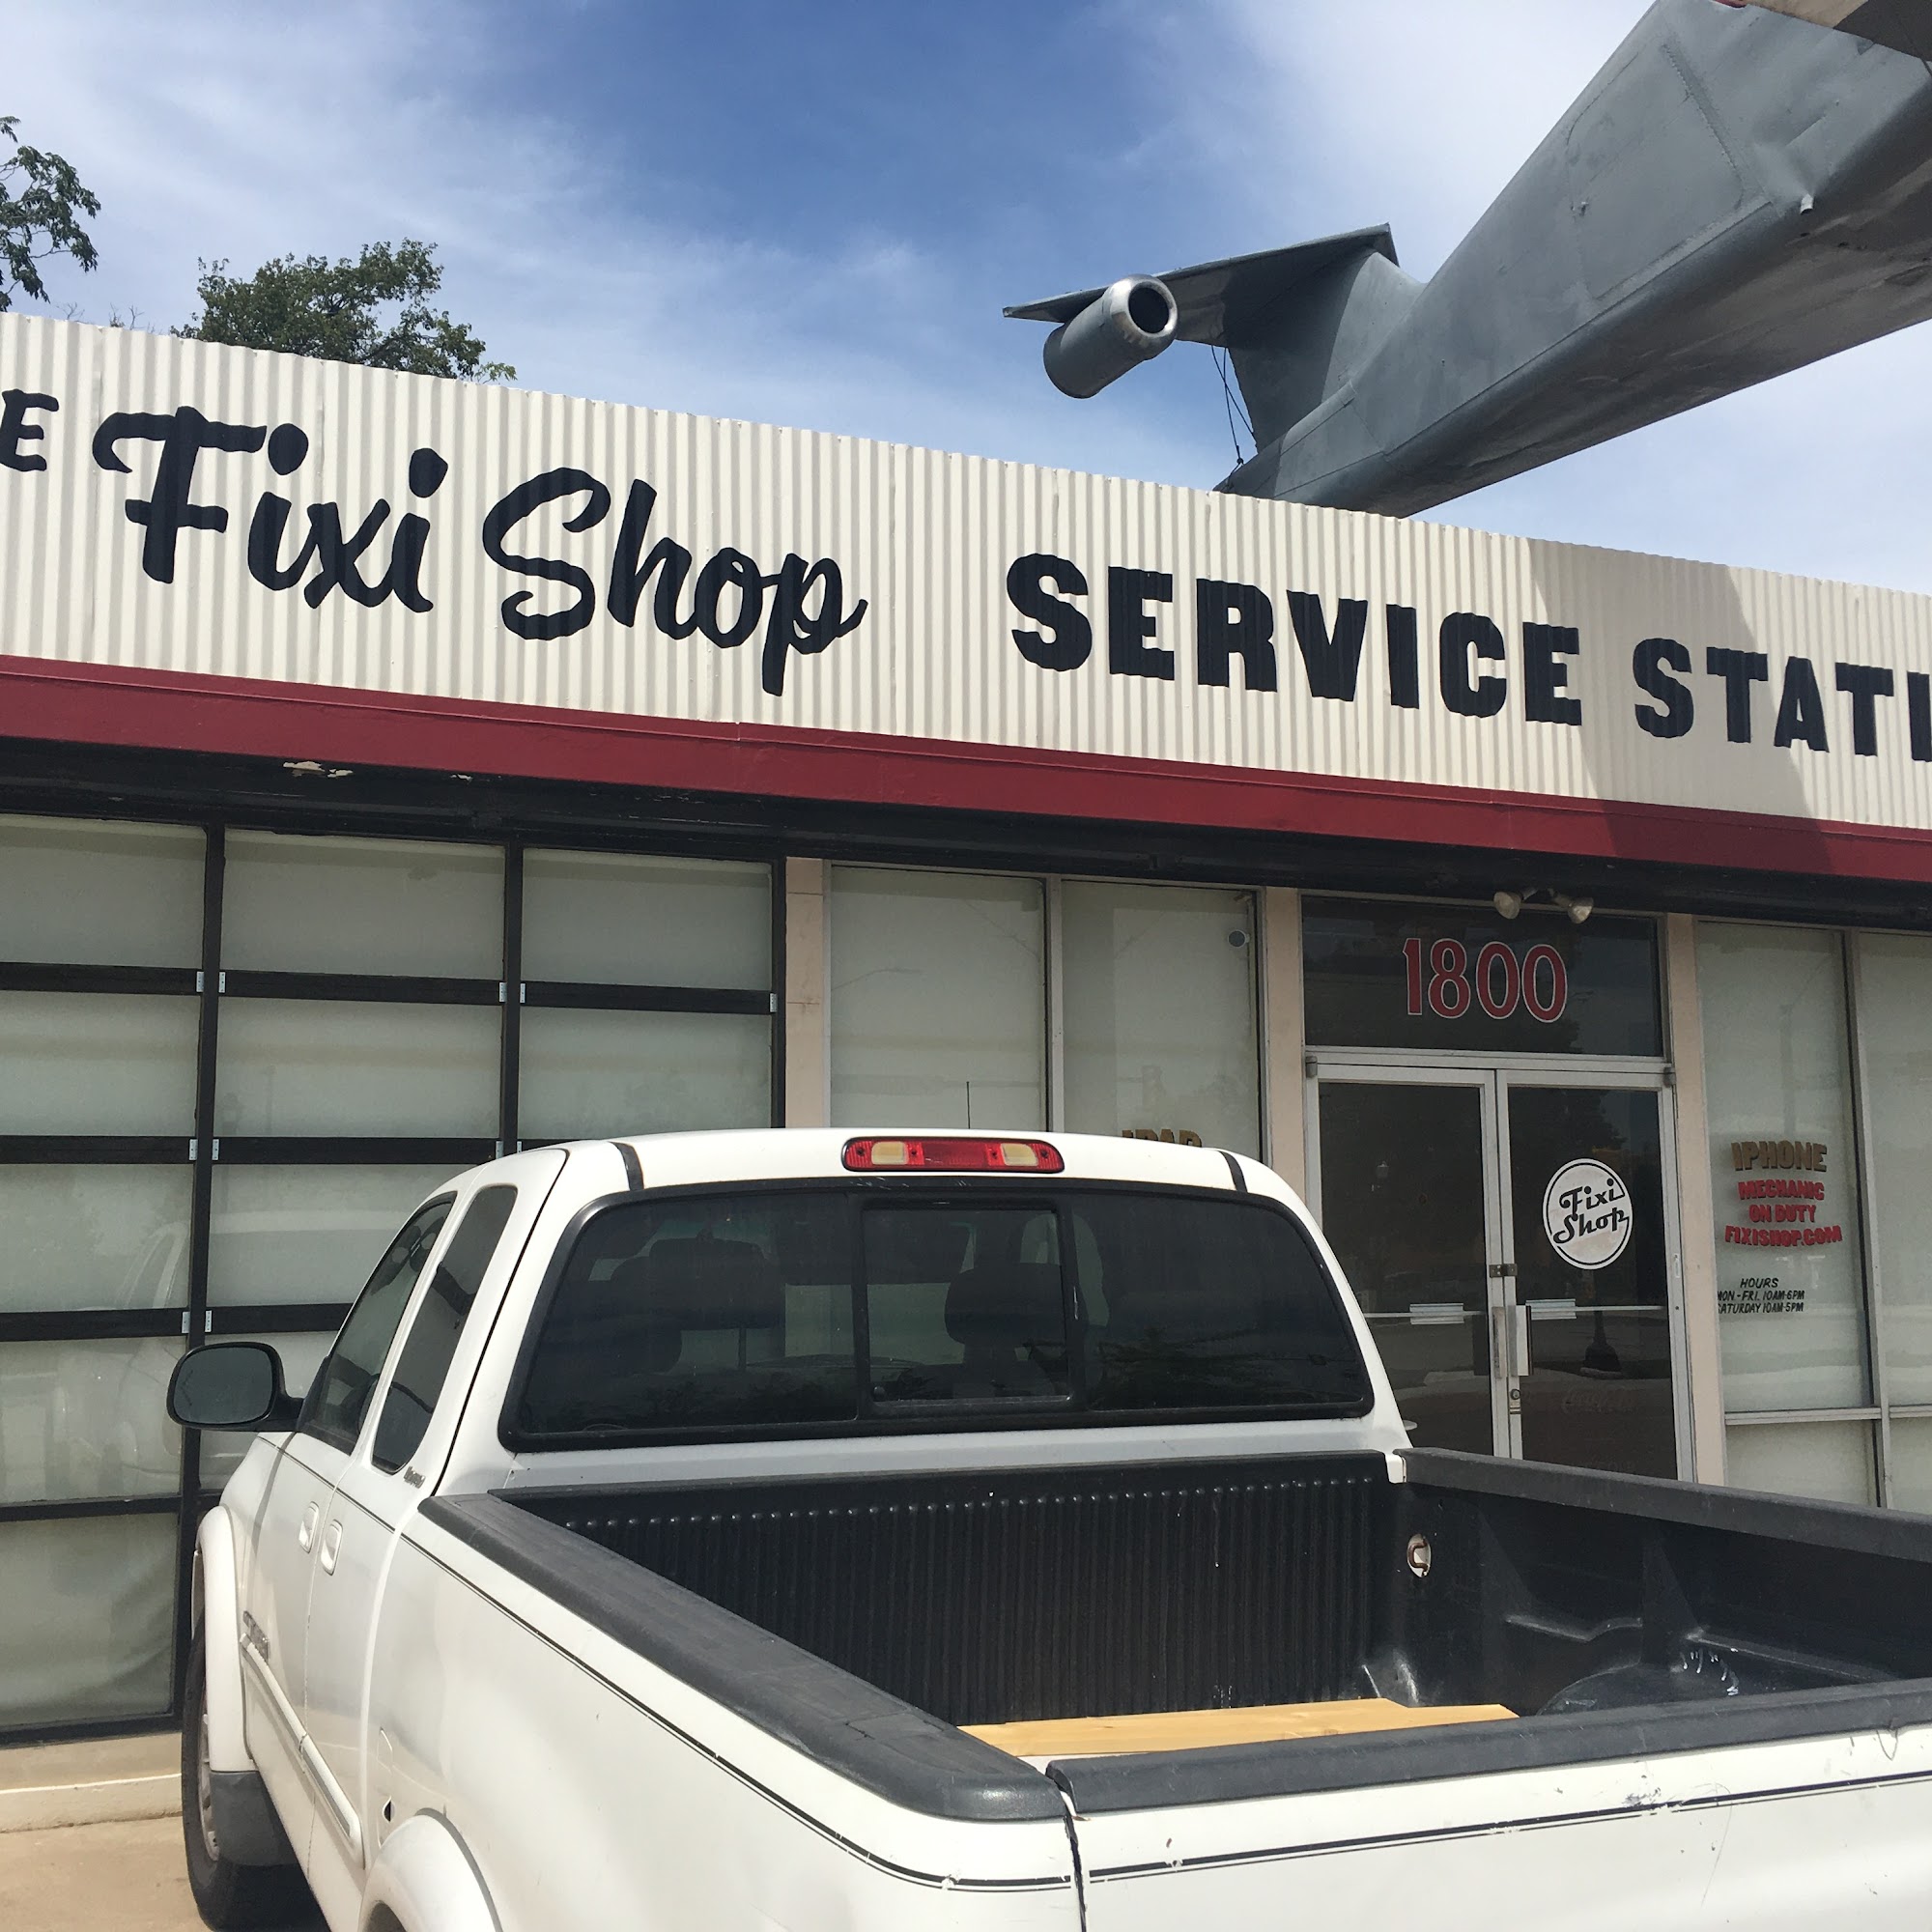 E Fixi Shop SERVICE STATI
1800
IPAD
Fixi
Shop
IPHONE
MECHANIC
ON DUTY
FIXISHOP.COM
HOURS
MON - FRI. 10AM-6PM
SATURDAY 10AM-5PM